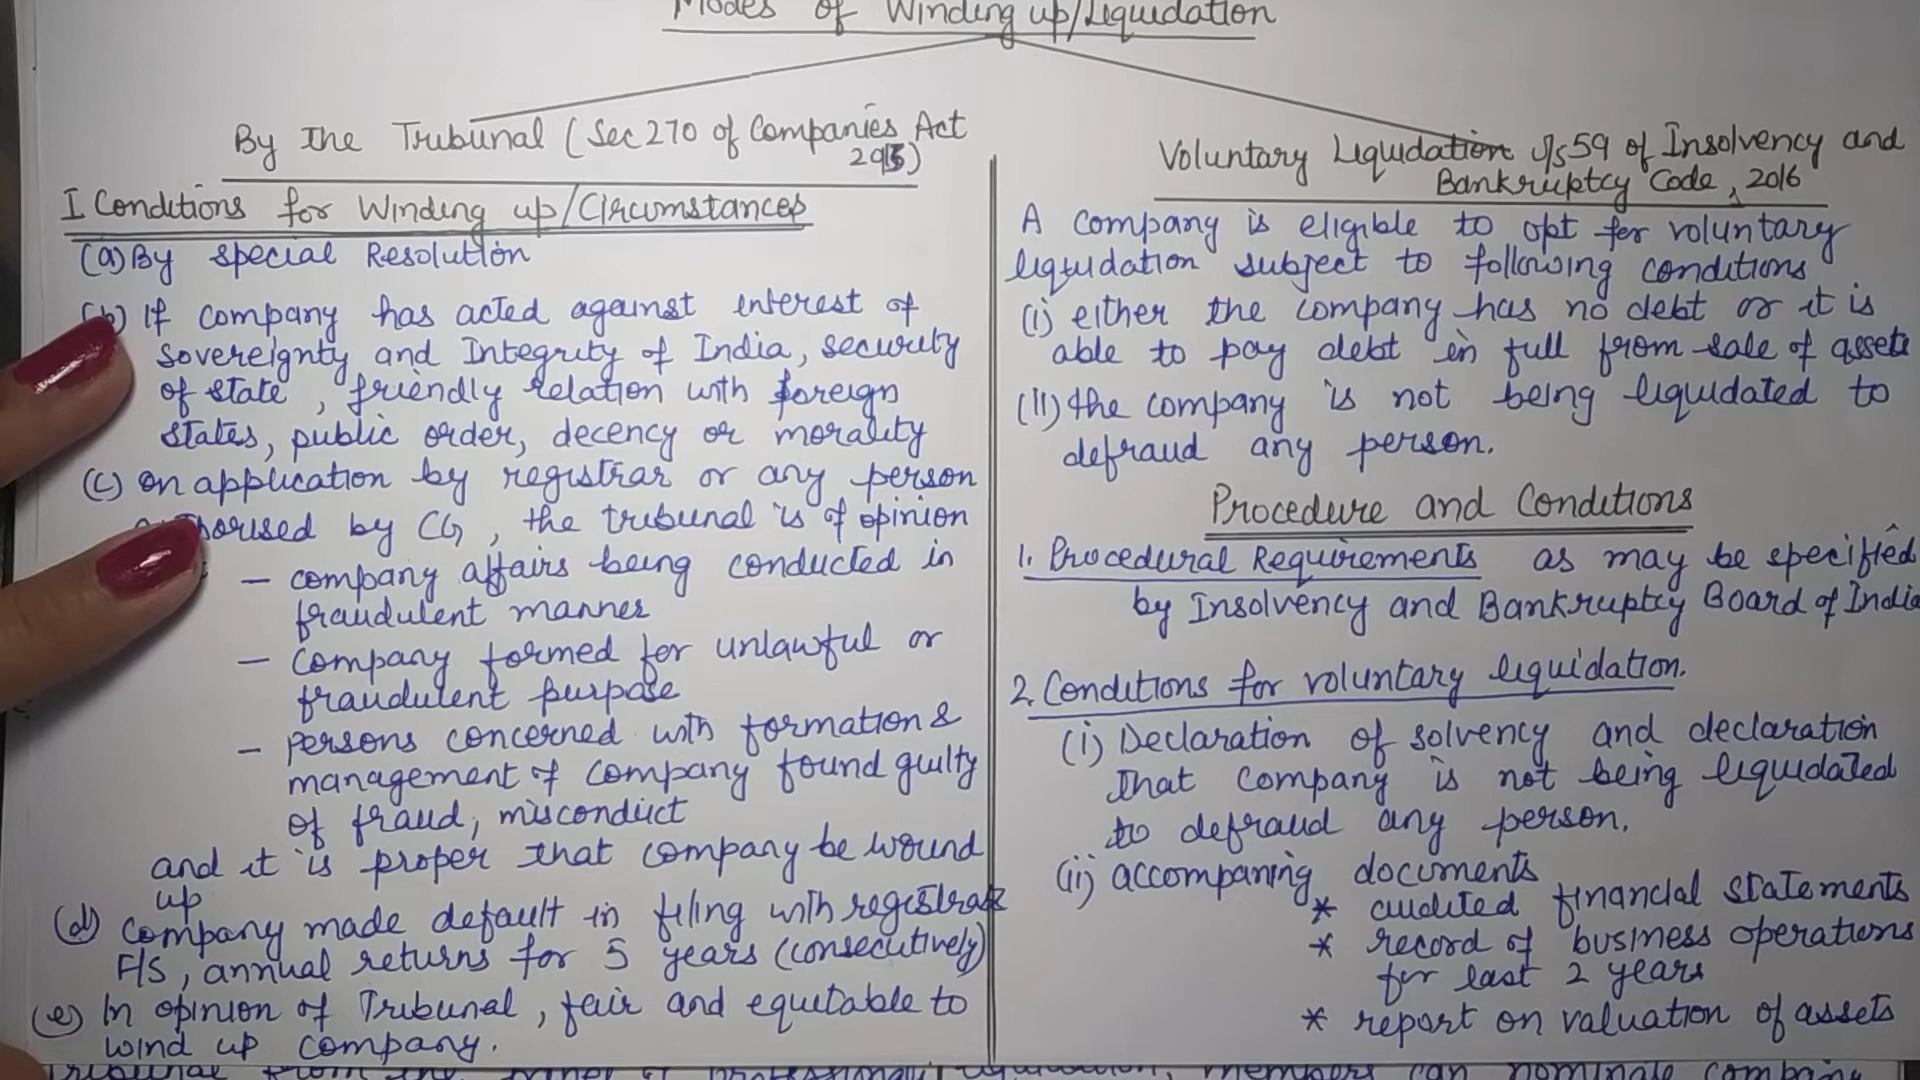 Modes of Winding up/Liquidation
By the Tribunal (Sec 270 of Companies Act
I Conditions for Winding up/Circumstances
(a) By special Resolution
(b) If company has acted against interest of
sovereignty and Integrity of India, security
of state, friendly relation with foreign
states, public order, decency or morality
(c) on application by registrar or any person
by CG, the tribunal is of opinion
– company affairs being conducted in
fraudulent manner
– company formed for unlawful or
fraudulent purpose
– persons concerned with formation &
management of company found guilty
of fraud, misconduct
and it is proper that company be wound
up
(d) company made default in filing with registrar
F/S, annual returns for 5 years (consecutively)
(e) In opinion of Tribunal, fair and equitable to
wind up company.
Voluntary Liquidation u/s 59 of Insolvency and
Bankruptcy Code, 2016
A company is eligible to opt for voluntary
liquidation subject to following conditions
(i) either the company has no debt or it is
able to pay debt in full from sale of assets
(ii) the company is not being liquidated to
defraud any person.
Procedure and Conditions
1. Procedural Requirements as may be specified
by Insolvency and Bankruptcy Board of India
2. Conditions for voluntary liquidation.
(i) Declaration of solvency and declaration
that company is not being liquidated
to defraud any person.
(ii) accompaning documents
* audited financial statements
* record of business operations
for last 2 years
* report on valuation of assets